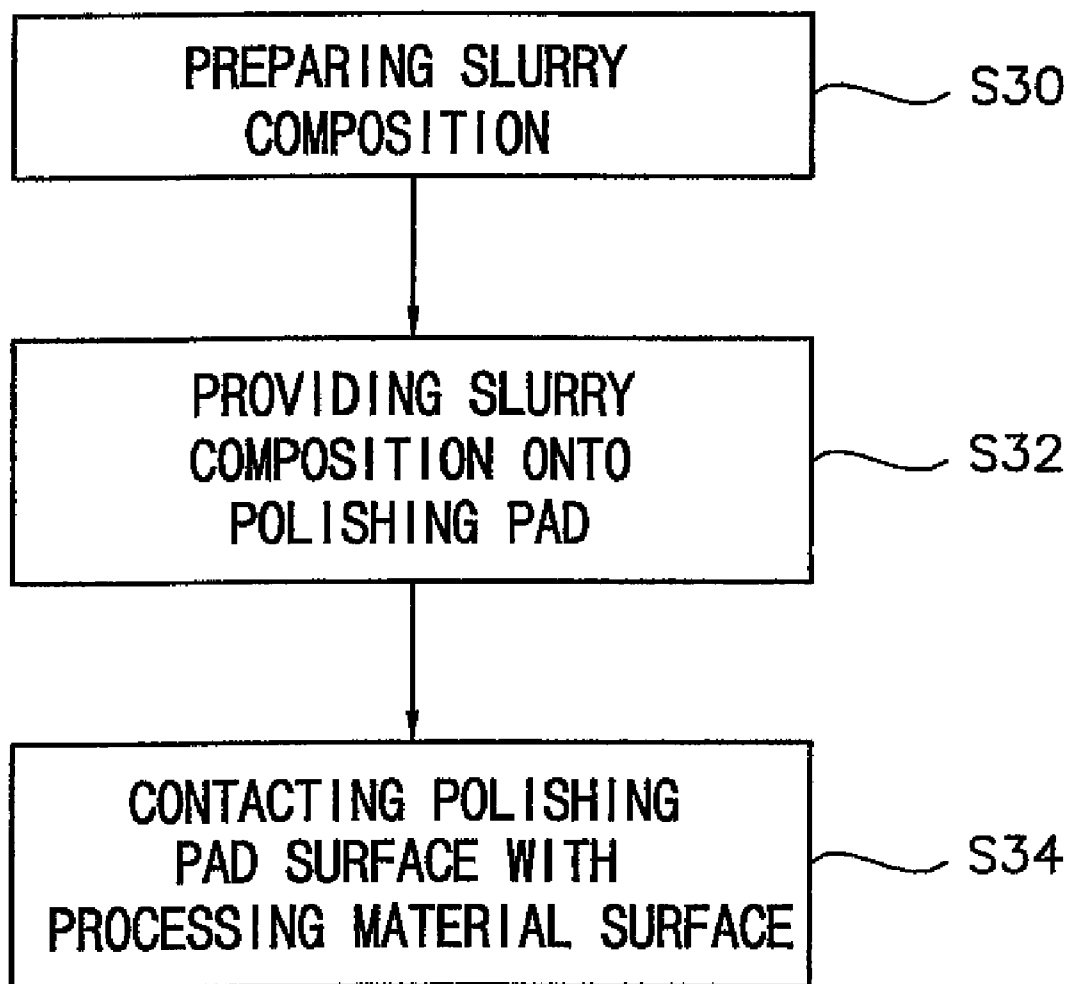 PREPARING SLURRY
COMPOSITION
S30
PROVIDING SLURRY
COMPOSITION ONTO
POLISHING PAD
S32
CONTACTING POLISHING
PAD SURFACE WITH
PROCESSING MATERIAL SURFACE
S34